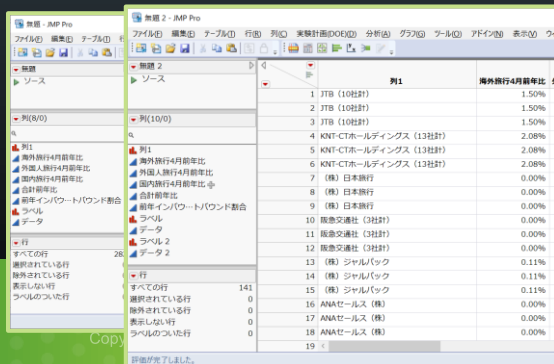 無題 - JMP Pro
ファイル(F) 編集(E) テーブル(T) 行
無題
ソース
列(8/0)
列1
海外旅行4月前年比
外国人旅行4月前年比
国内旅行4月前年比
合計前年比
前年インバウ…トバウンド割合
ラベル
データ
行
すべての行 282
選択されている行
除外されている行
表示しない行
ラベルのついた行
無題 2 - JMP Pro
ファイル(F) 編集(E) テーブル(T) 行(R) 列(C) 実験計画(DOE)(D) 分析(A) グラフ(G) ツール(O) アドイン(N) 表示(V)
無題 2
ソース
列(10/0)
列1
海外旅行4月前年比
外国人旅行4月前年比
国内旅行4月前年比
合計前年比
前年インバウ…トバウンド割合
ラベル
データ
ラベル 2
データ 2
行
すべての行 141
選択されている行 0
除外されている行 0
表示しない行 0
ラベルのついた行 0
列1 海外旅行4月前年比
1 JTB（10社計） 1.50%
2 JTB（10社計） 1.50%
3 JTB（10社計） 1.50%
4 KNT-CTホールディングス（13社計） 2.08%
5 KNT-CTホールディングス（13社計） 2.08%
6 KNT-CTホールディングス（13社計） 2.08%
7 （株）日本旅行 0.00%
8 （株）日本旅行 0.00%
9 （株）日本旅行 0.00%
10 阪急交通社（3社計） 0.00%
11 阪急交通社（3社計） 0.00%
12 阪急交通社（3社計） 0.00%
13 （株）ジャルパック 0.11%
14 （株）ジャルパック 0.11%
15 （株）ジャルパック 0.11%
16 ANAセールス（株） 0.00%
17 ANAセールス（株） 0.00%
18 ANAセールス（株） 0.00%
19
評価が完了しました。